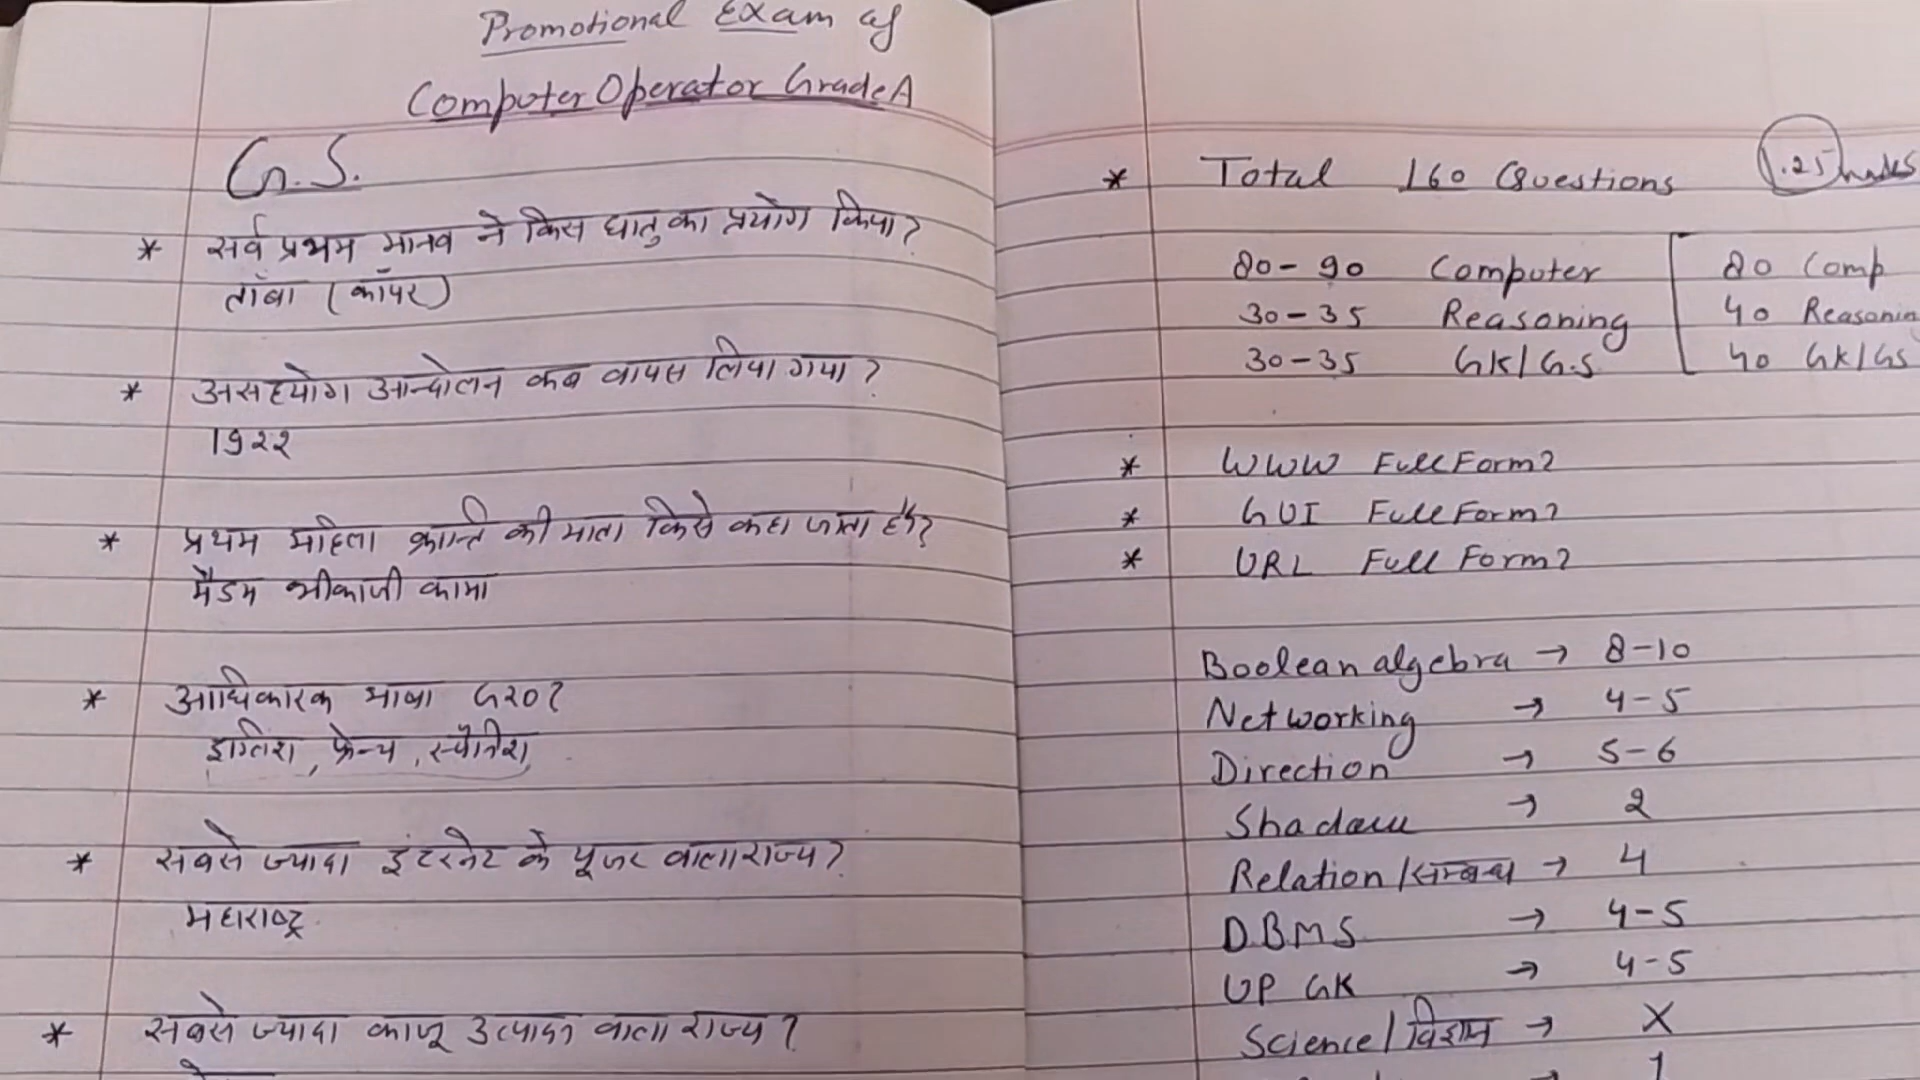 Promotional Exam of
Computer Operator Grade A
G.S.
* सर्व प्रथम मानव ने किस धातु का प्रयोग किया?
ताँबा (कॉपर)
* असहयोग आन्दोलन कब वापस लिया गया?
1922
* प्रथम महिला क्रान्ति की माता किसे कहा जाता है?
मैडम भीकाजी कामा
* आधिकारिक भाषा G20?
इंग्लिश, फ्रेन्च, स्पैनिश,
* सबसे ज्यादा इंटरनेट के यूजर वाला राज्य?
महाराष्ट्र
* सबसे ज्यादा काजू उत्पादन वाला राज्य?
* Total 160 Questions 1.25
80-90 Computer 80 Comp
30-35 Reasoning 40 Reasonin
30-35 GK/G.S 40 GK/GS
* WWW Full Form?
* GUI Full Form?
* URL Full Form?
Boolean algebra → 8-10
Networking → 4-5
Direction → 5-6
Shadow → 2
Relation/सम्बन्ध → 4
DBMS → 4-5
UP GK → 4-5
Science/विज्ञान → X
→ 1